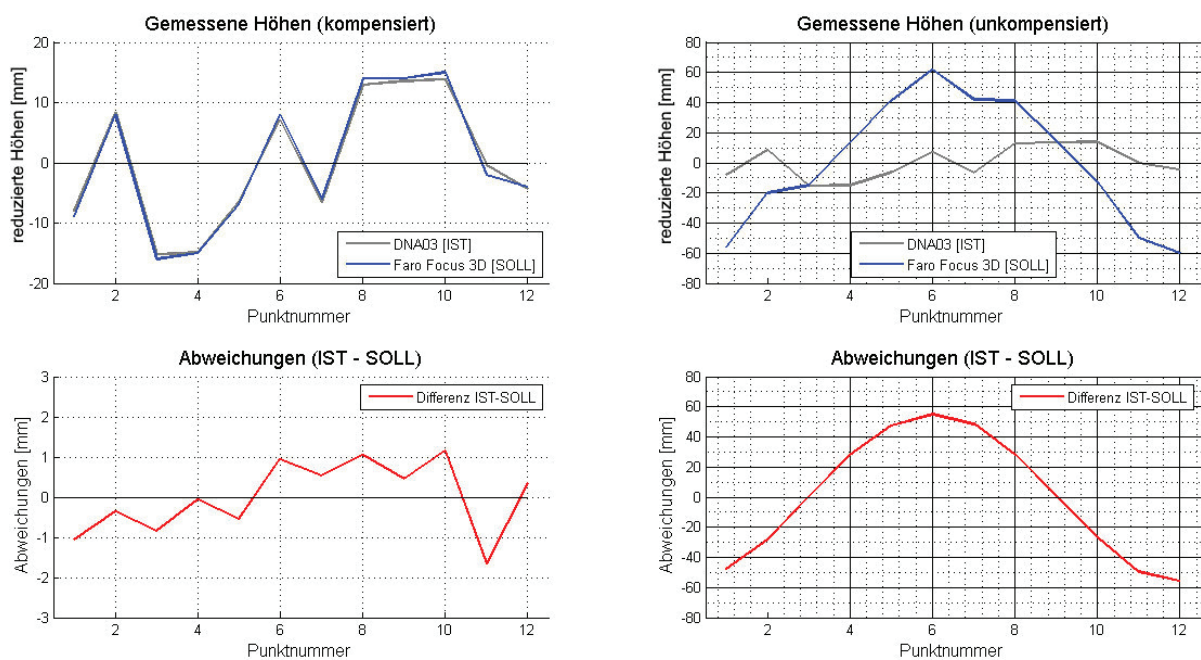 Gemessene Höhen (kompensiert)
reduzierte Höhen [mm]
20
10
0
-10
-20
DNA03 [IST]
Faro Focus 3D [SOLL]
2 4 6 8 10 12
Punktnummer
Gemessene Höhen (unkompensiert)
reduzierte Höhen [mm]
80
60
40
20
0
-20
-40
-60
-80
DNA03 [IST]
Faro Focus 3D [SOLL]
2 4 6 8 10 12
Punktnummer
Abweichungen (IST - SOLL)
Abweichungen [mm]
3
2
1
0
-1
-2
-3
Differenz IST-SOLL
2 4 6 8 10 12
Punktnummer
Abweichungen (IST - SOLL)
Abweichungen [mm]
80
60
40
20
0
-20
-40
-60
-80
Differenz IST-SOLL
2 4 6 8 10 12
Punktnummer